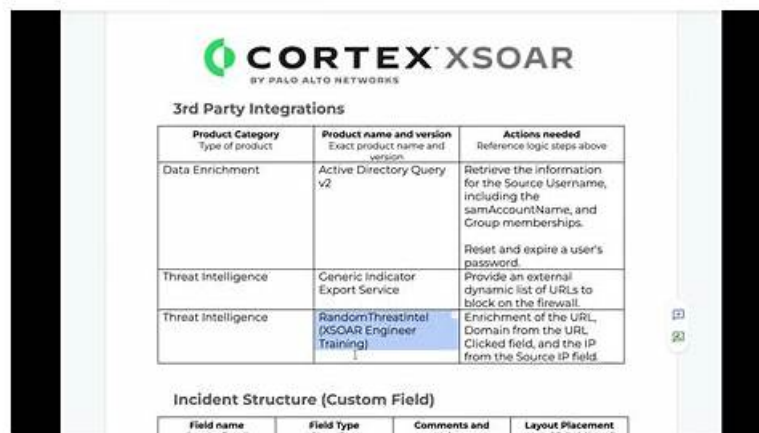 CORTEX XSOAR
BY PALO ALTO NETWORKS
3rd Party Integrations
Product Category
Type of product
Product name and version
Exact product name and
version
Actions needed
Reference logic steps above
Data Enrichment
Active Directory Query
v2
Retrieve the information
for the Source Username,
including the
samAccountName, and
Group memberships.
Reset and expire a user's
password.
Threat Intelligence
Generic Indicator
Export Service
Provide an external
dynamic list of URLs to
block on the firewall.
Threat Intelligence
RandomThreatIntel
(XSOAR Engineer
Training)
Enrichment of the URL,
Domain from the URL
Clicked field, and the IP
from the Source IP field.
Incident Structure (Custom Field)
Field name
Field Type
Comments and
Layout Placement